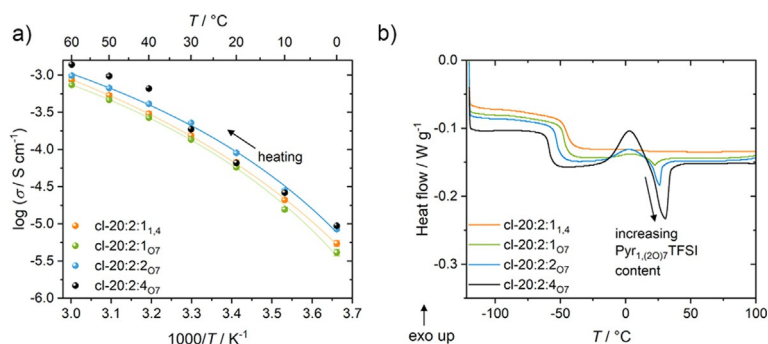 a)
T / °C
60 50 40 30 20 10 0
-3.0
-3.5
-4.0
-4.5
-5.0
-5.5
-6.0
log (σ / S cm⁻¹)
heating
cl-20:2:1₁,₄
cl-20:2:1O7
cl-20:2:2O7
cl-20:2:4O7
3.0 3.1 3.2 3.3 3.4 3.5 3.6 3.7
1000/T / K⁻¹
b)
0.0
-0.1
-0.2
-0.3
Heat flow / W g⁻¹
cl-20:2:1₁,₄
cl-20:2:1O7
cl-20:2:2O7
cl-20:2:4O7
increasing
Pyr₁,(₂O)₇TFSI
content
-100 -50 0 50 100
T / °C
exo up